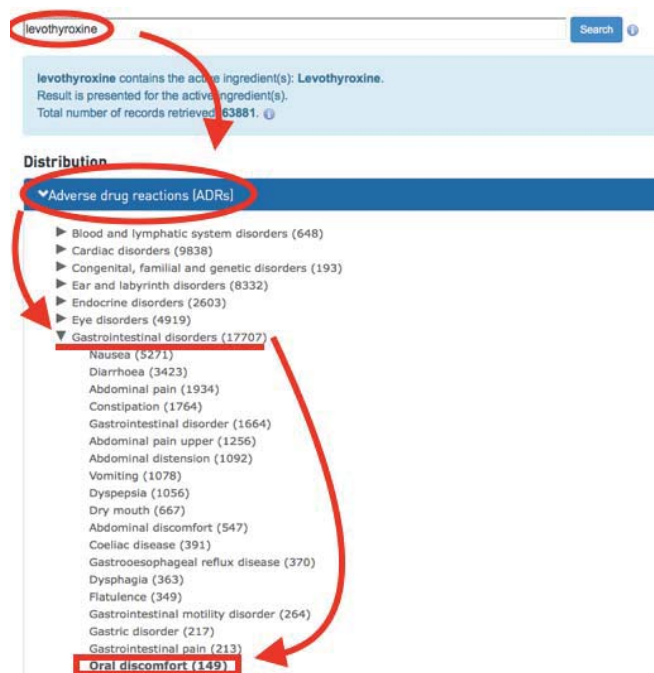 levothyroxine
Search
levothyroxine contains the active ingredient(s): Levothyroxine.
Result is presented for the active ingredient(s).
Total number of records retrieved: 63881.
Distribution
Adverse drug reactions (ADRs)
Blood and lymphatic system disorders (648)
Cardiac disorders (9838)
Congenital, familial and genetic disorders (193)
Ear and labyrinth disorders (8332)
Endocrine disorders (2603)
Eye disorders (4919)
Gastrointestinal disorders (17707)
Nausea (5271)
Diarrhoea (3423)
Abdominal pain (1934)
Constipation (1764)
Gastrointestinal disorder (1664)
Abdominal pain upper (1256)
Abdominal distension (1092)
Vomiting (1078)
Dyspepsia (1056)
Dry mouth (667)
Abdominal discomfort (547)
Coeliac disease (391)
Gastrooesophageal reflux disease (370)
Dysphagia (363)
Flatulence (349)
Gastrointestinal motility disorder (264)
Gastric disorder (217)
Gastrointestinal pain (213)
Oral discomfort (149)